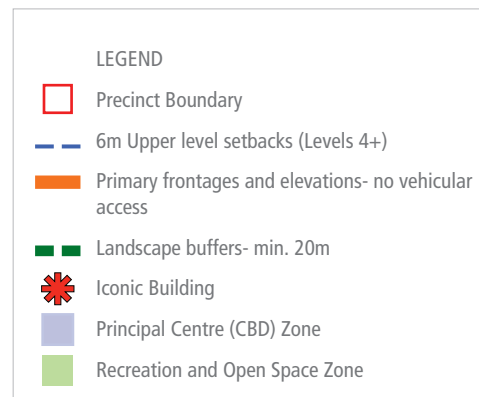 LEGEND
Precinct Boundary
6m Upper level setbacks (Levels 4+)
Primary frontages and elevations- no vehicular
access
Landscape buffers- min. 20m
Iconic Building
Principal Centre (CBD) Zone
Recreation and Open Space Zone